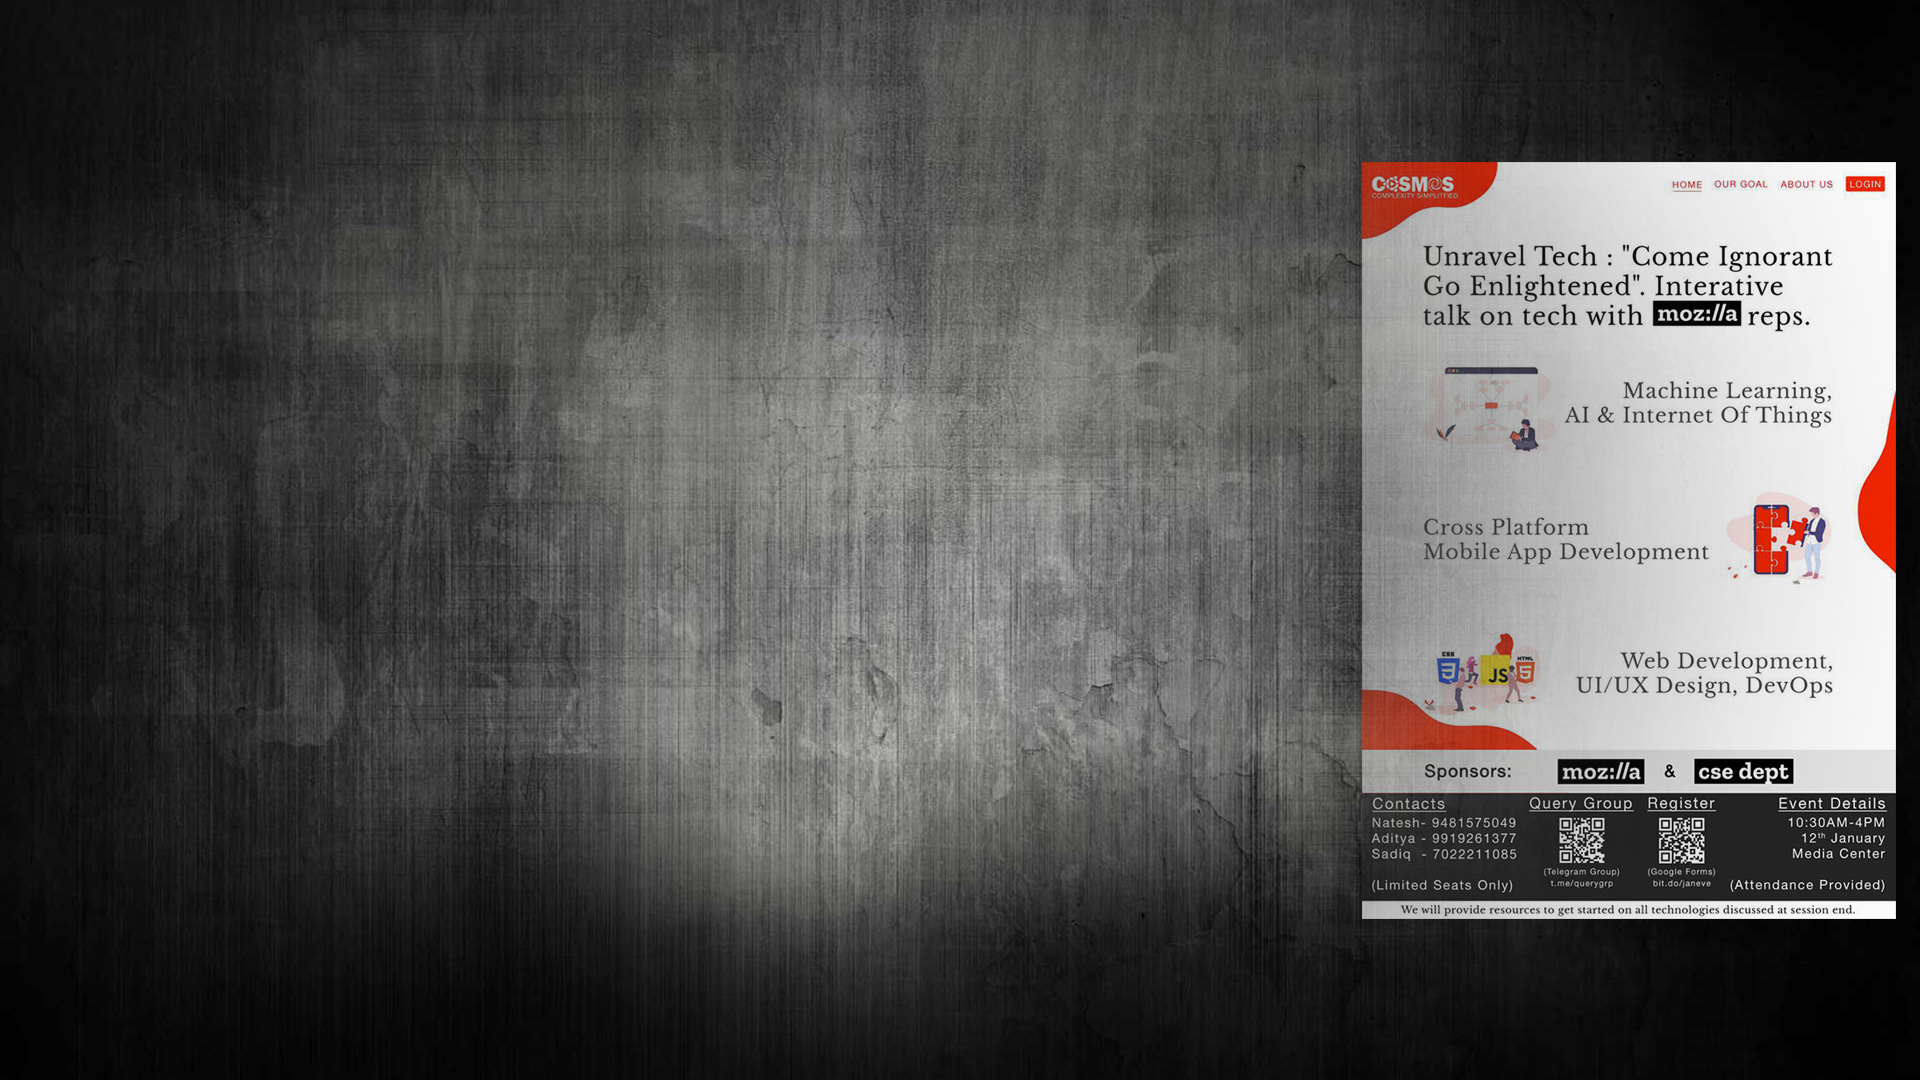 COSMOS
COMPLEXITY SIMPLITFIED
HOME OUR GOAL ABOUT US LOGIN
Unravel Tech : "Come Ignorant
Go Enlightened". Interative
talk on tech with moz://a reps.
Machine Learning,
AI & Internet Of Things
Cross Platform
Mobile App Development
CSS
3
JS
HTML
5
Web Development,
UI/UX Design, DevOps
Sponsors: moz://a & cse dept
Contacts
Natesh- 9481575049
Aditya - 9919261377
Sadiq - 7022211085
(Limited Seats Only)
Query Group
(Telegram Group)
t.me/querygrp
Register
(Google Forms)
bit.do/janeve
Event Details
10:30AM-4PM
12th January
Media Center
(Attendance Provided)
We will provide resources to get started on all technologies discussed at session end.